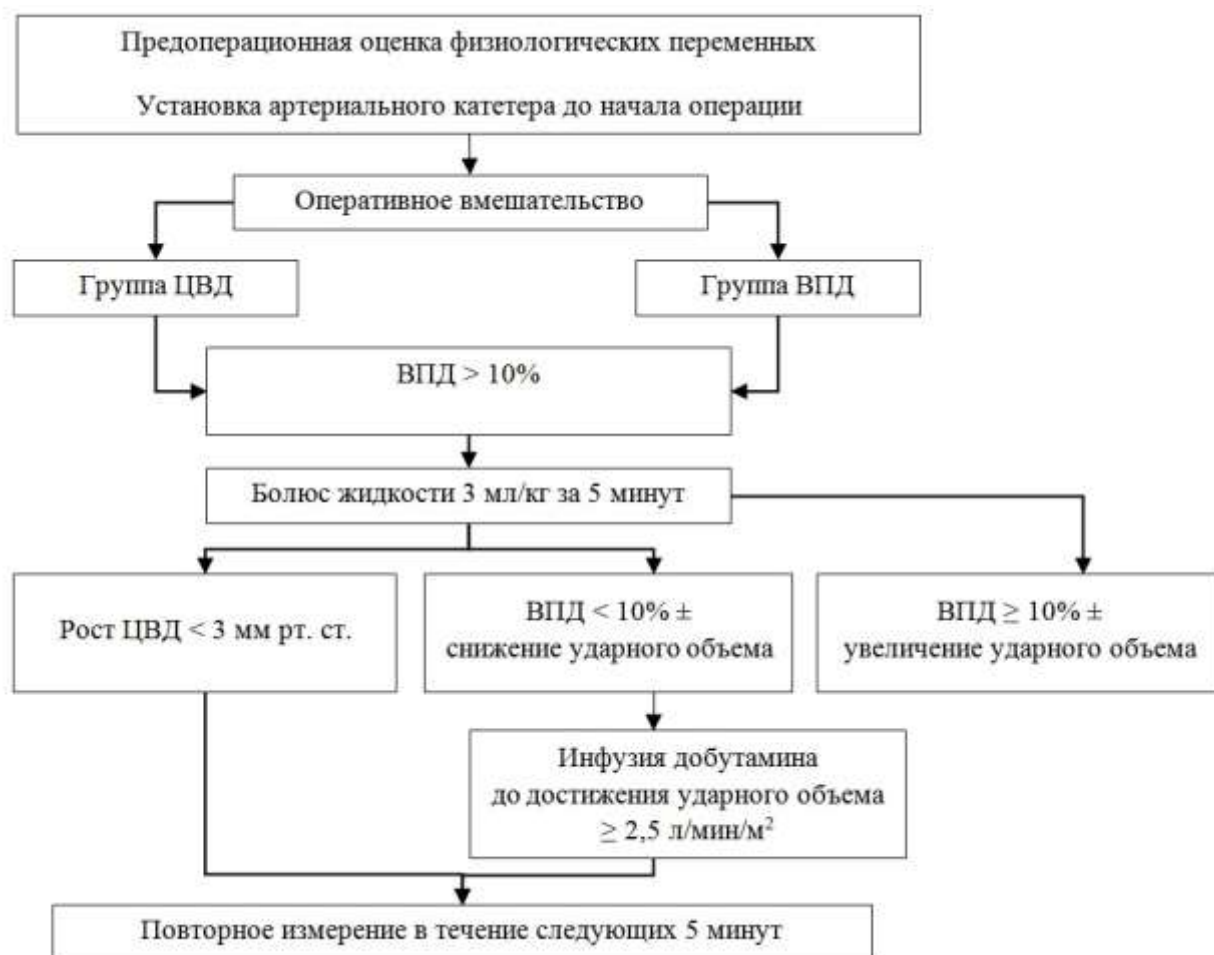 Предоперационная оценка физиологических переменных
Установка артериального катетера до начала операции
Оперативное вмешательство
Группа ЦВД
Группа ВПД
ВПД > 10%
Болюс жидкости 3 мл/кг за 5 минут
Рост ЦВД < 3 мм рт. ст.
ВПД < 10% ±
снижение ударного объема
ВПД ≥ 10% ±
увеличение ударного объема
Инфузия добутамина
до достижения ударного объема
≥ 2,5 л/мин/м²
Повторное измерение в течение следующих 5 минут